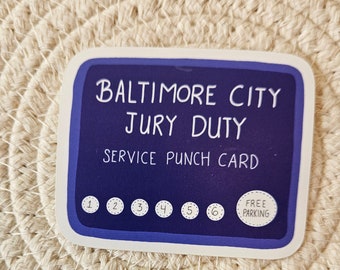 BALTIMORE CITY
JURY DUTY
SERVICE PUNCH CARD
1 2 3 4 5 6 FREE PARKING